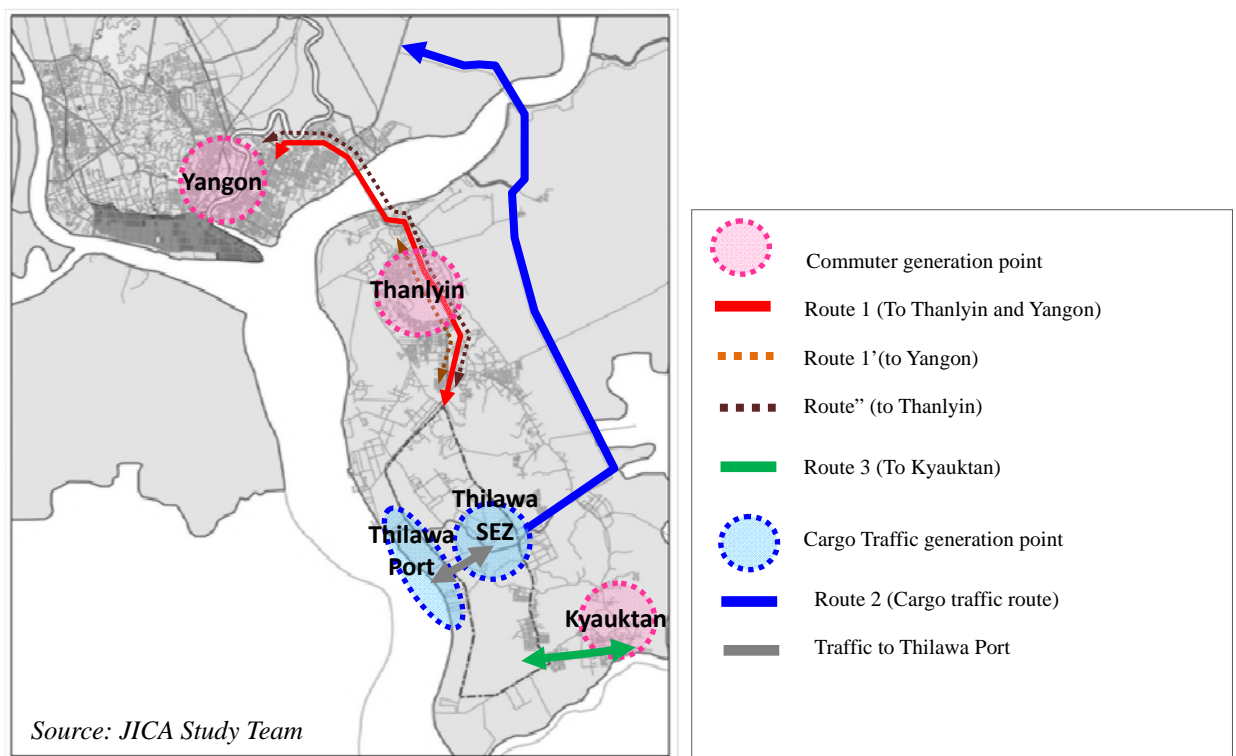 Yangon
Thanlyin
Thilawa
SEZ
Thilawa
Port
Kyauktan
Source: JICA Study Team
Commuter generation point
Route 1 (To Thanlyin and Yangon)
Route 1’(to Yangon)
Route” (to Thanlyin)
Route 3 (To Kyauktan)
Cargo Traffic generation point
Route 2 (Cargo traffic route)
Traffic to Thilawa Port